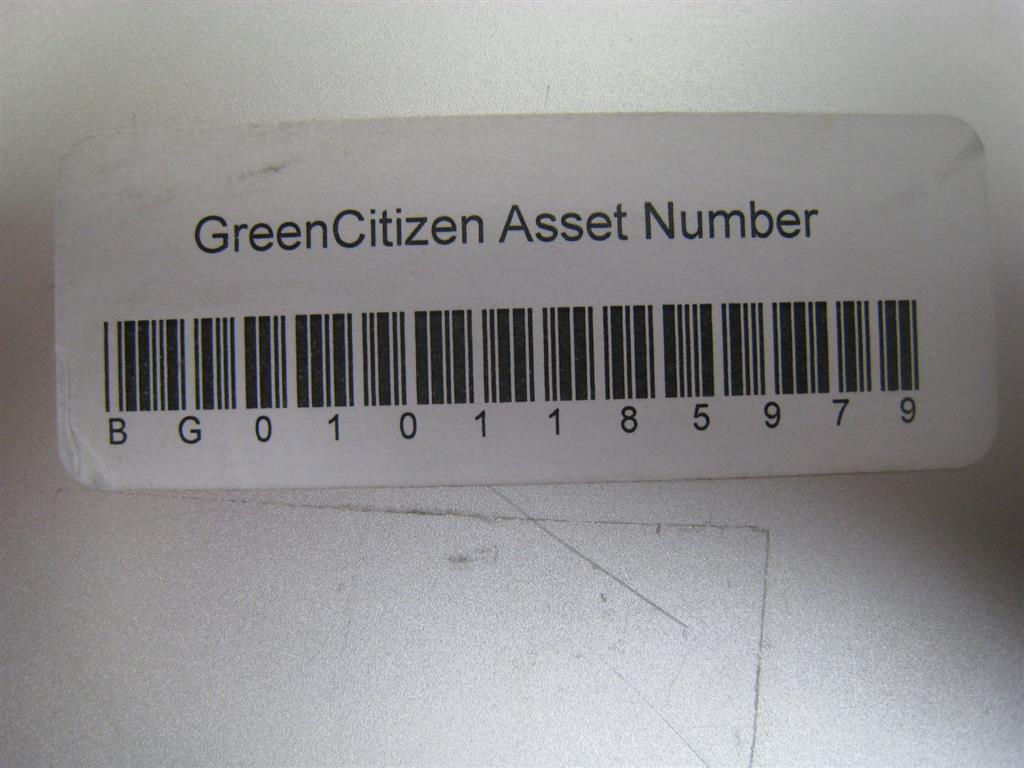 GreenCitizen Asset Number
B G 0 1 0 1 1 8 5 9 7 9